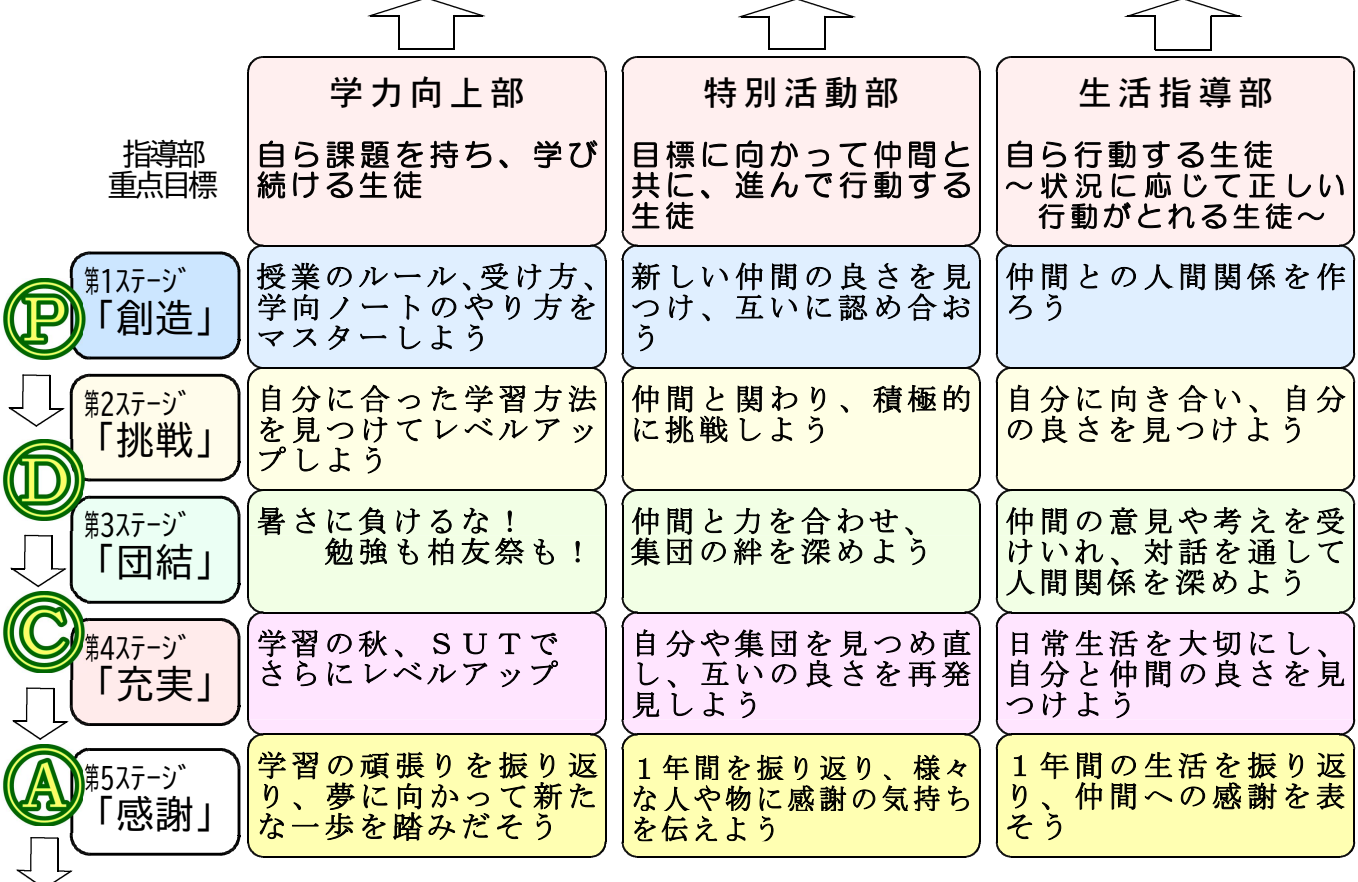 学力向上部
自ら課題を持ち、学び
続ける生徒
特別活動部
目標に向かって仲間と
共に、進んで行動する
生徒
生活指導部
自ら行動する生徒
～状況に応じて正しい
行動がとれる生徒～
指導部
重点目標
P
第1ステージ
「創造」
授業のルール、受け方、
学向ノートのやり方を
マスターしよう
新しい仲間の良さを見
つけ、互いに認め合お
う
仲間との人間関係を作
ろう
第2ステージ
「挑戦」
自分に合った学習方法
を見つけてレベルアッ
プしよう
仲間と関わり、積極的
に挑戦しよう
自分に向き合い、自分
の良さを見つけよう
D
第3ステージ
「団結」
暑さに負けるな！
勉強も柏友祭も！
仲間と力を合わせ、
集団の絆を深めよう
仲間の意見や考えを受
けいれ、対話を通して
人間関係を深めよう
C
第4ステージ
「充実」
学習の秋、ＳＵＴで
さらにレベルアップ
自分や集団を見つめ直
し、互いの良さを再発
見しよう
日常生活を大切にし、
自分と仲間の良さを見
つけよう
A
第5ステージ
「感謝」
学習の頑張りを振り返
り、夢に向かって新た
な一歩を踏みだそう
１年間を振り返り、様々
な人や物に感謝の気持ち
を伝えよう
１年間の生活を振り返
り、仲間への感謝を表
そう